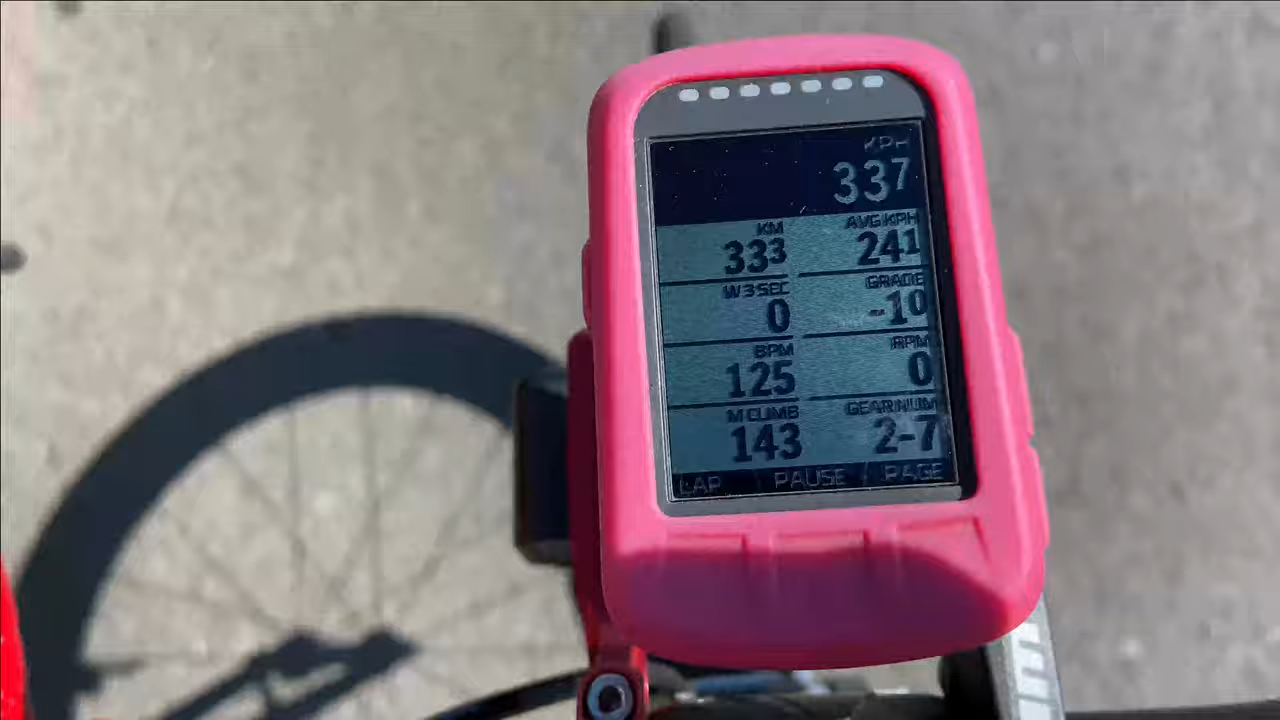 KPH
33⁷
KM AVG KPH
33³ 24¹
W 3 SEC GRADE
0 -1⁰
BPM RPM
125 0
M CLIMB GEAR NUM
143 2-7
LAP PAUSE PAGE